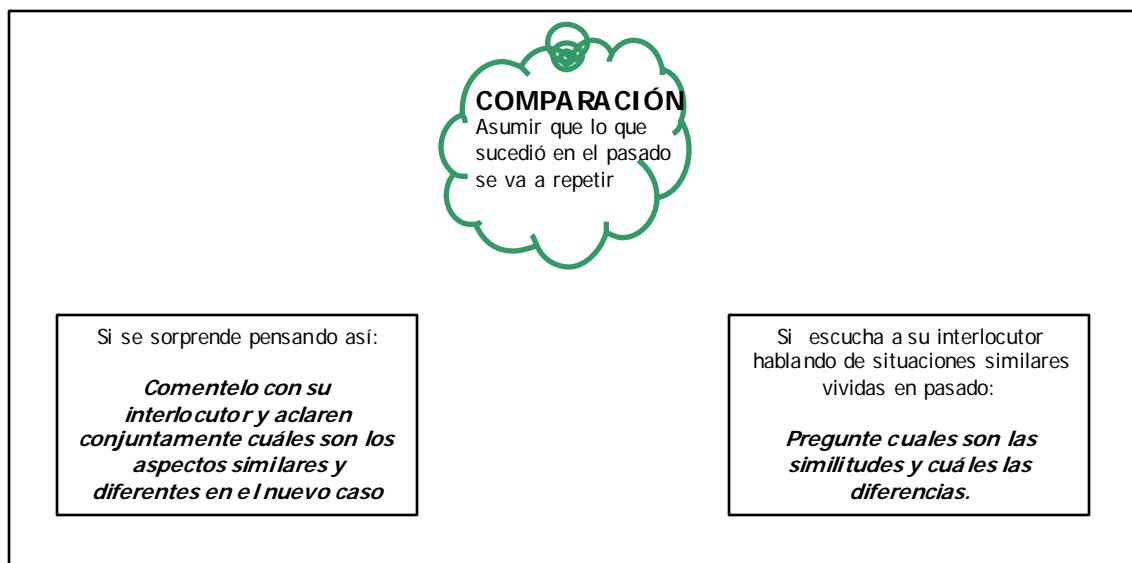 COMPARACIÓN
Asumir que lo que
sucedió en el pasado
se va a repetir
Si se sorprende pensando así:
Comentelo con su
interlocutor y aclaren
conjuntamente cuáles son los
aspectos similares y
diferentes en el nuevo caso
Si escucha a su interlocutor
hablando de situaciones similares
vividas en pasado:
Pregunte cuales son las
similitudes y cuáles las
diferencias.